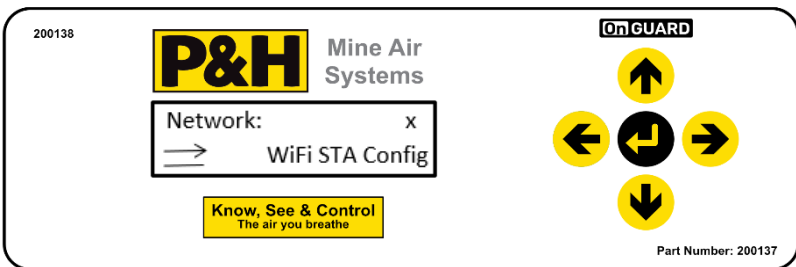 200138
P&H
Mine Air
Systems
OnGUARD
Network: x
WiFi STA Config
Know, See & Control
The air you breathe
Part Number: 200137